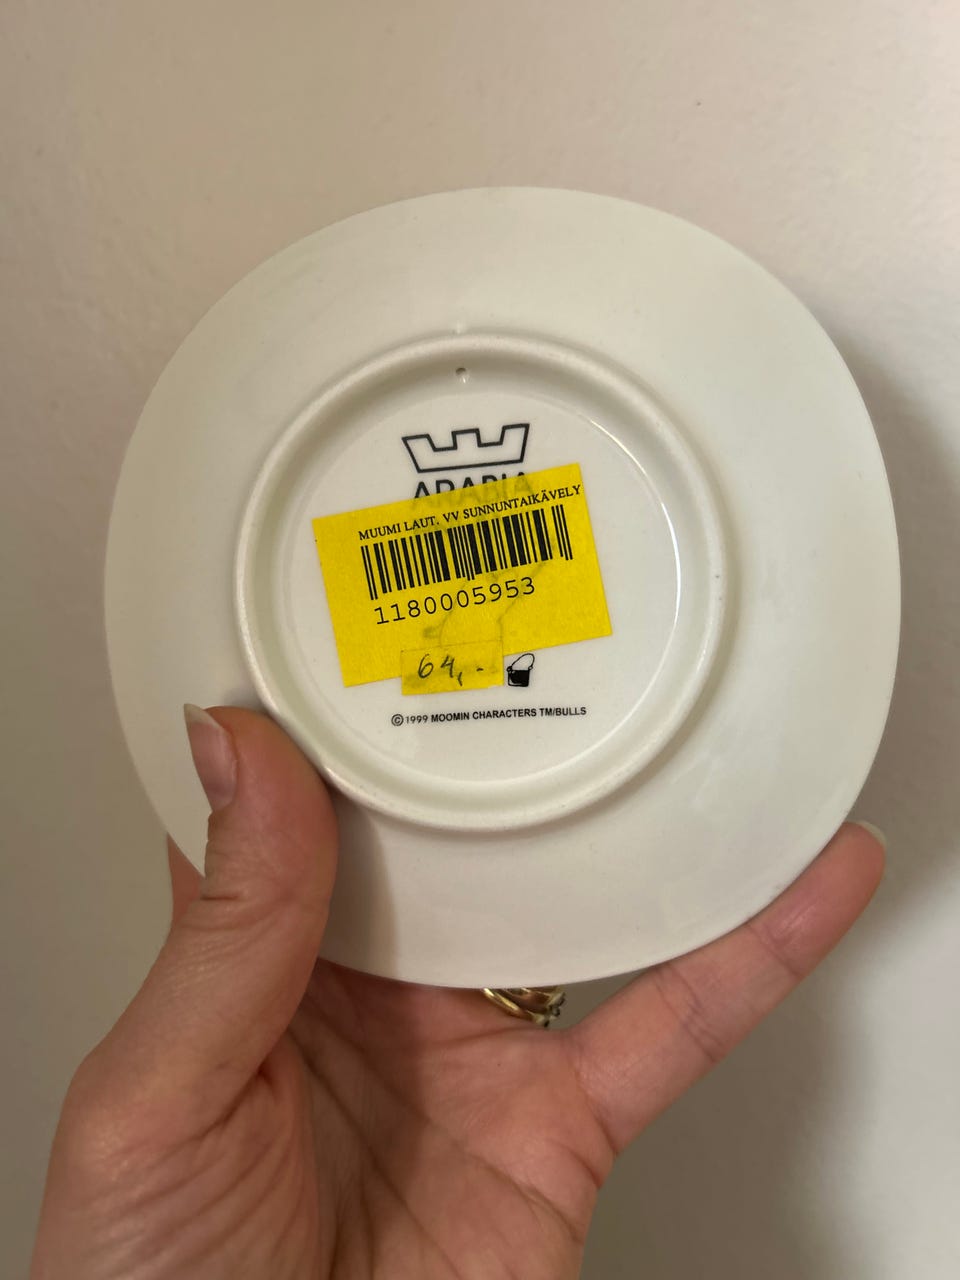 ARABIA
MUUMI LAUT. VV SUNNUNTAIKÄVELY
1180005953
64,-
© 1999 MOOMIN CHARACTERS TM/BULLS